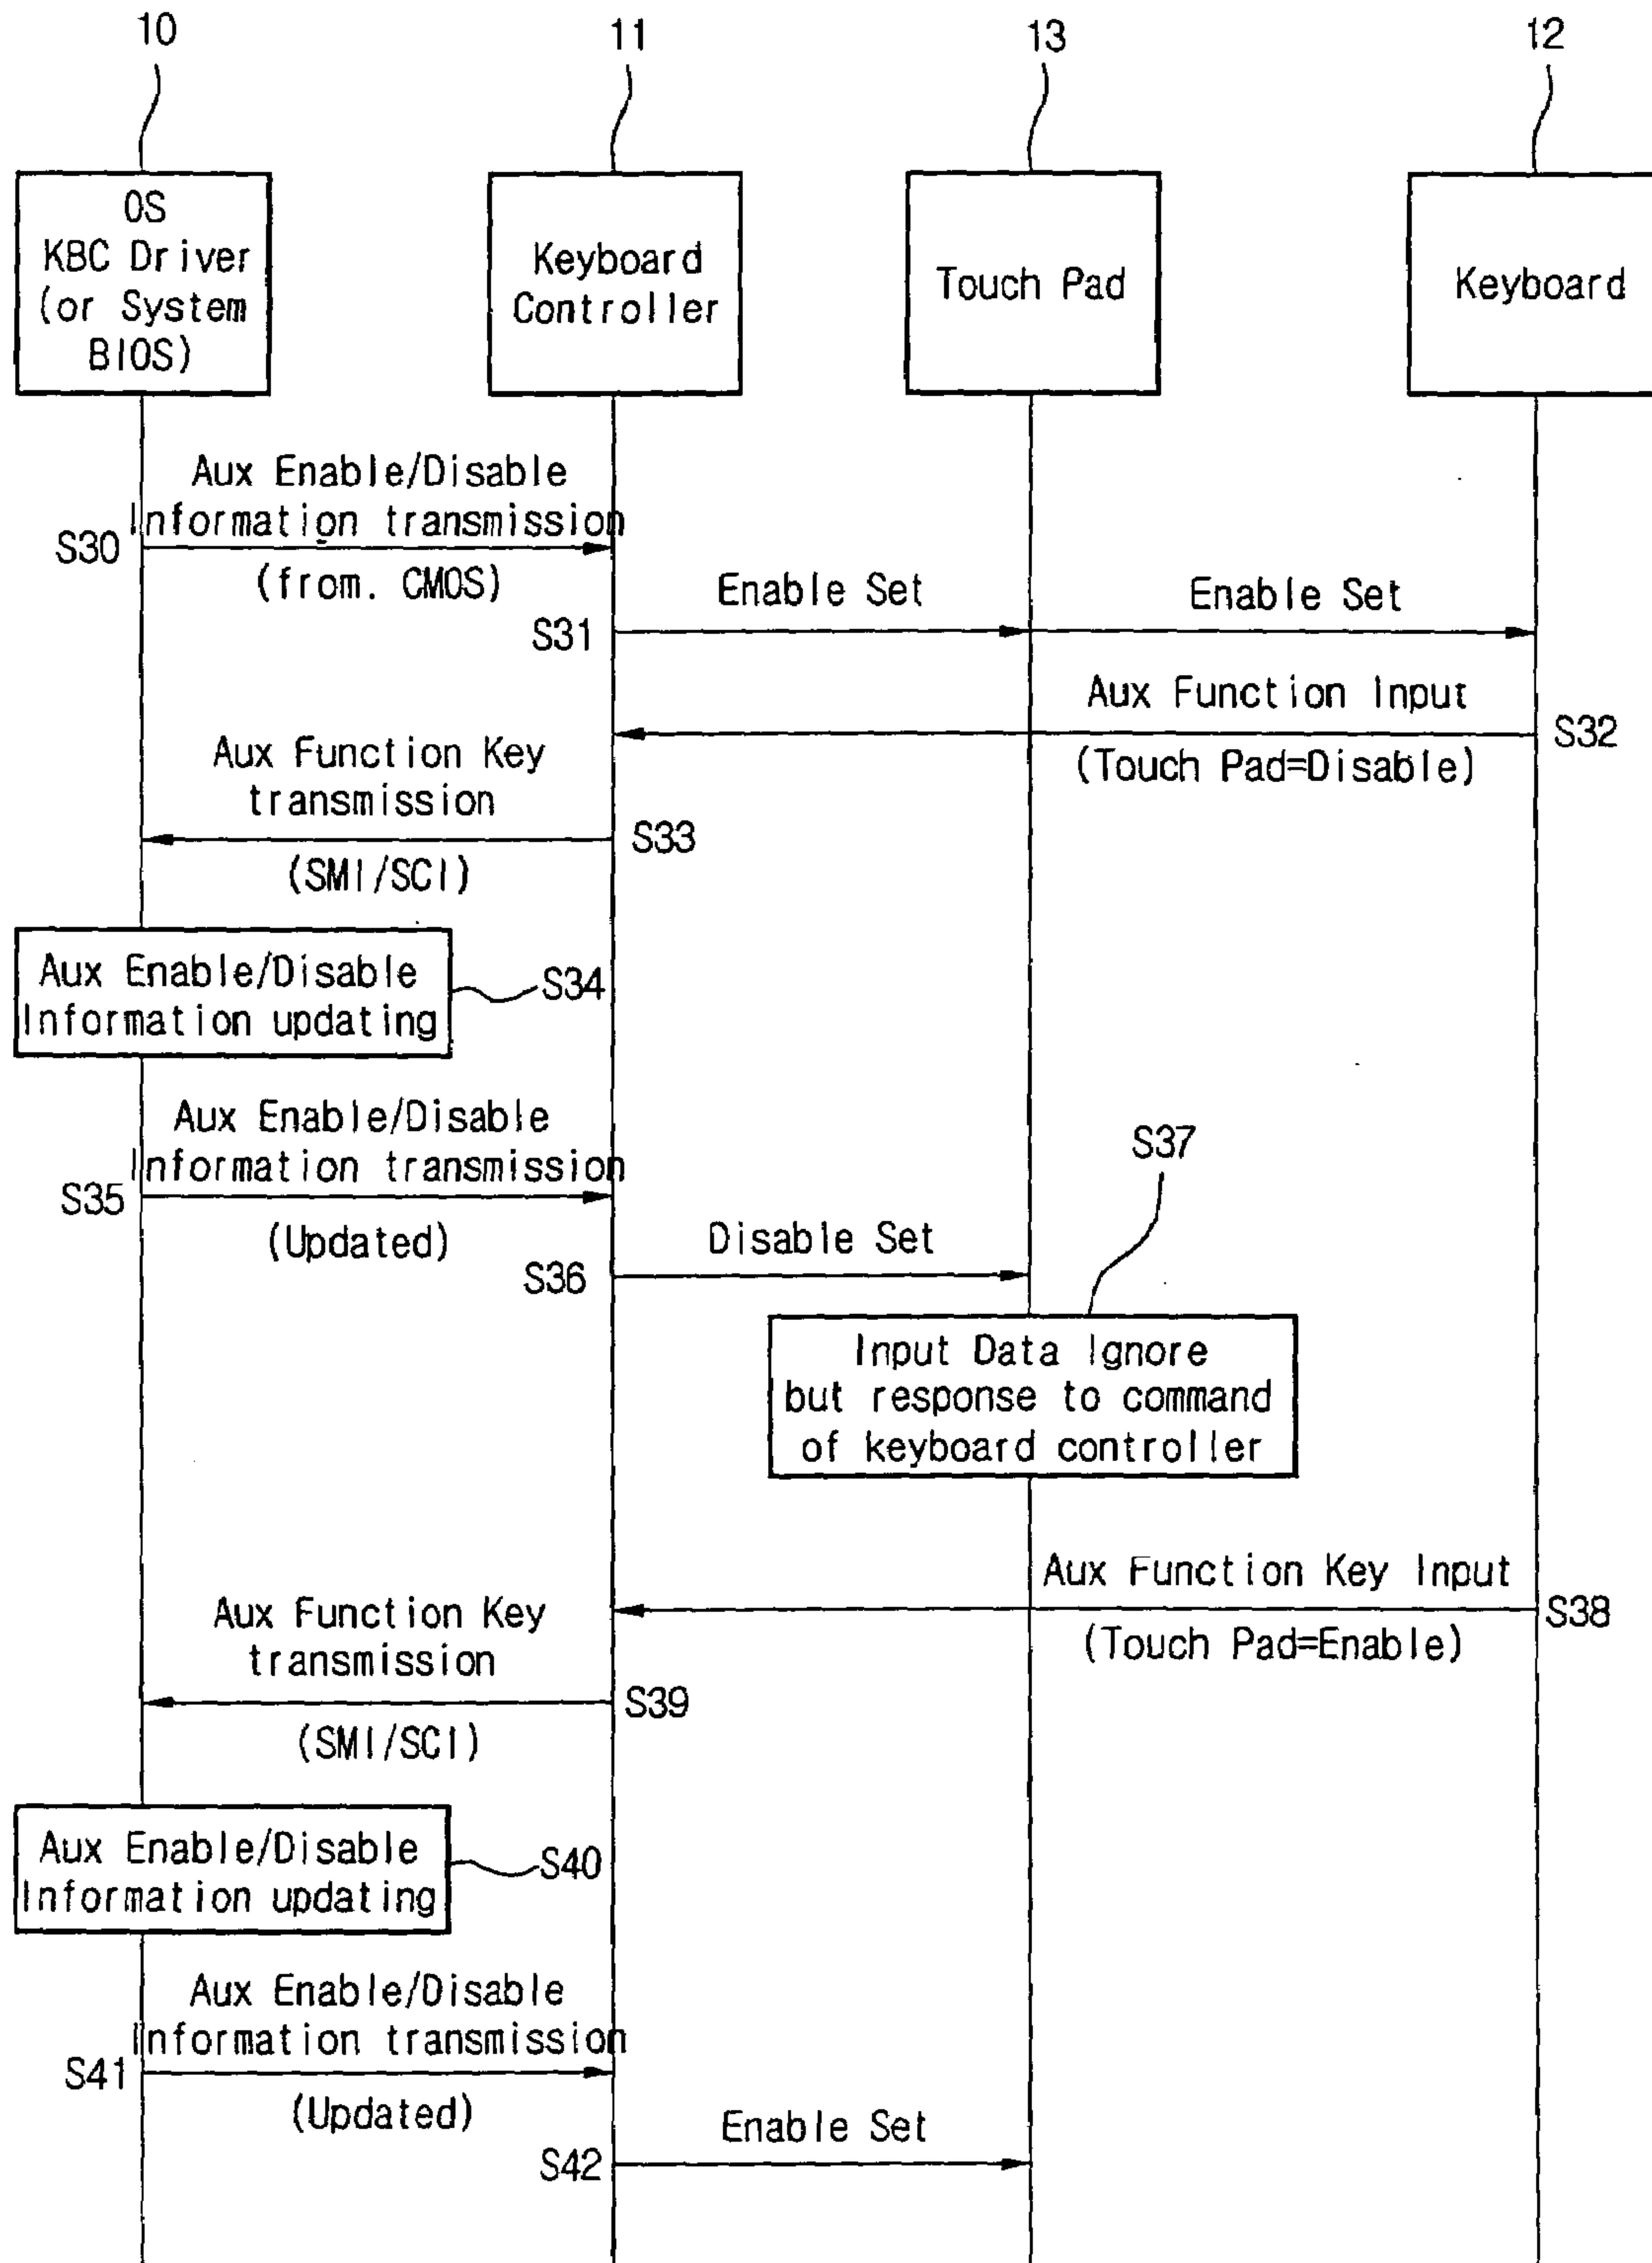 10
11
13
12
OS
KBC Driver
(or System
BIOS)
Keyboard
Controller
Touch Pad
Keyboard
Aux Enable/Disable
Information transmission
S30
(from. CMOS)
Enable Set
Enable Set
S31
Aux Function Input
S32
(Touch Pad=Disable)
Aux Function Key
transmission
S33
(SMI/SCI)
Aux Enable/Disable
Information updating
S34
Aux Enable/Disable
Information transmission
S35
(Updated)
S37
Disable Set
S36
Input Data Ignore
but response to command
of keyboard controller
Aux Function Key Input
S38
(Touch Pad=Enable)
Aux Function Key
transmission
S39
(SMI/SCI)
Aux Enable/Disable
Information updating
S40
Aux Enable/Disable
Information transmission
S41
(Updated)
Enable Set
S42